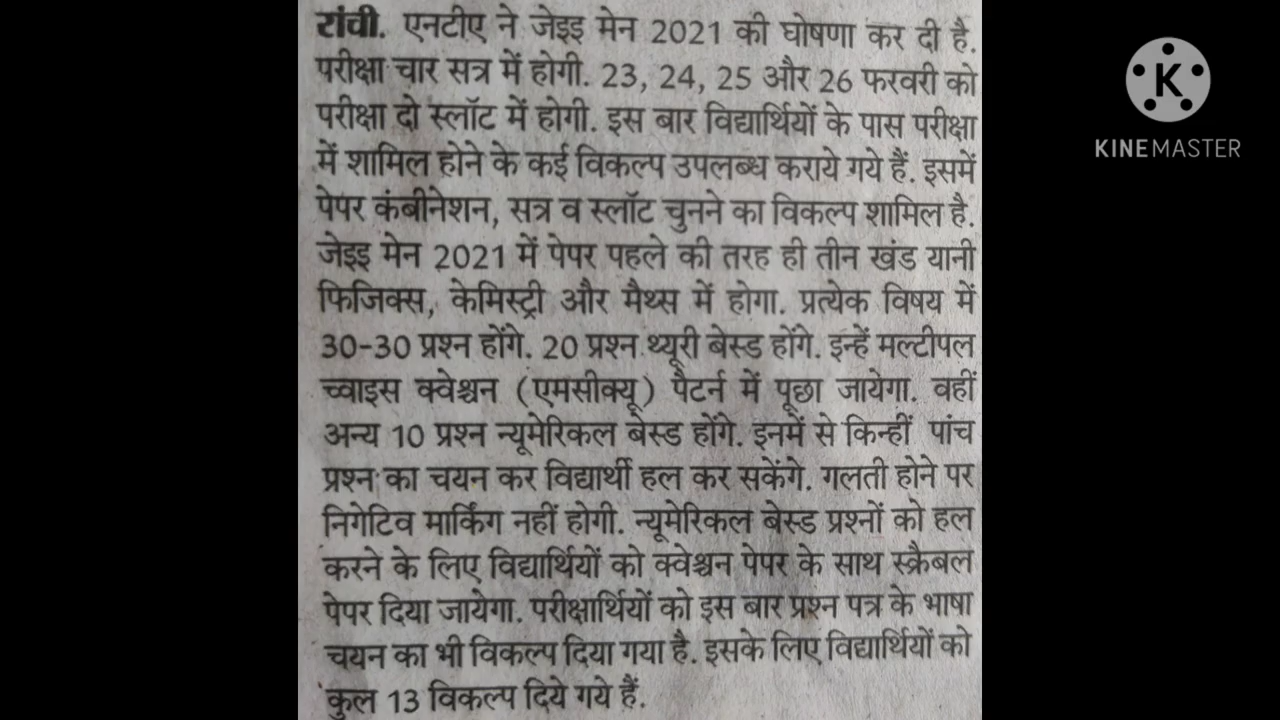 रांची. एनटीए ने जेइइ मेन 2021 की घोषणा कर दी है.
परीक्षा चार सत्र में होगी. 23, 24, 25 और 26 फरवरी को
परीक्षा दो स्लॉट में होगी. इस बार विद्यार्थियों के पास परीक्षा
में शामिल होने के कई विकल्प उपलब्ध कराये गये हैं. इसमें
पेपर कंबीनेशन, सत्र व स्लॉट चुनने का विकल्प शामिल है.
जेइइ मेन 2021 में पेपर पहले की तरह ही तीन खंड यानी
फिजिक्स, केमिस्ट्री और मैथ्स में होगा. प्रत्येक विषय में
30-30 प्रश्न होंगे. 20 प्रश्न थ्यूरी बेस्ड होंगे. इन्हें मल्टीपल
च्वाइस क्वेश्चन (एमसीक्यू) पैटर्न में पूछा जायेगा. वहीं
अन्य 10 प्रश्न न्यूमेरिकल बेस्ड होंगे. इनमें से किन्हीं पांच
प्रश्न का चयन कर विद्यार्थी हल कर सकेंगे. गलती होने पर
निगेटिव मार्किंग नहीं होगी. न्यूमेरिकल बेस्ड प्रश्नों को हल
करने के लिए विद्यार्थियों को क्वेश्चन पेपर के साथ स्क्रैबल
पेपर दिया जायेगा. परीक्षार्थियों को इस बार प्रश्न पत्र के भाषा
चयन का भी विकल्प दिया गया है. इसके लिए विद्यार्थियों को
कुल 13 विकल्प दिये गये हैं.
K
KINEMASTER